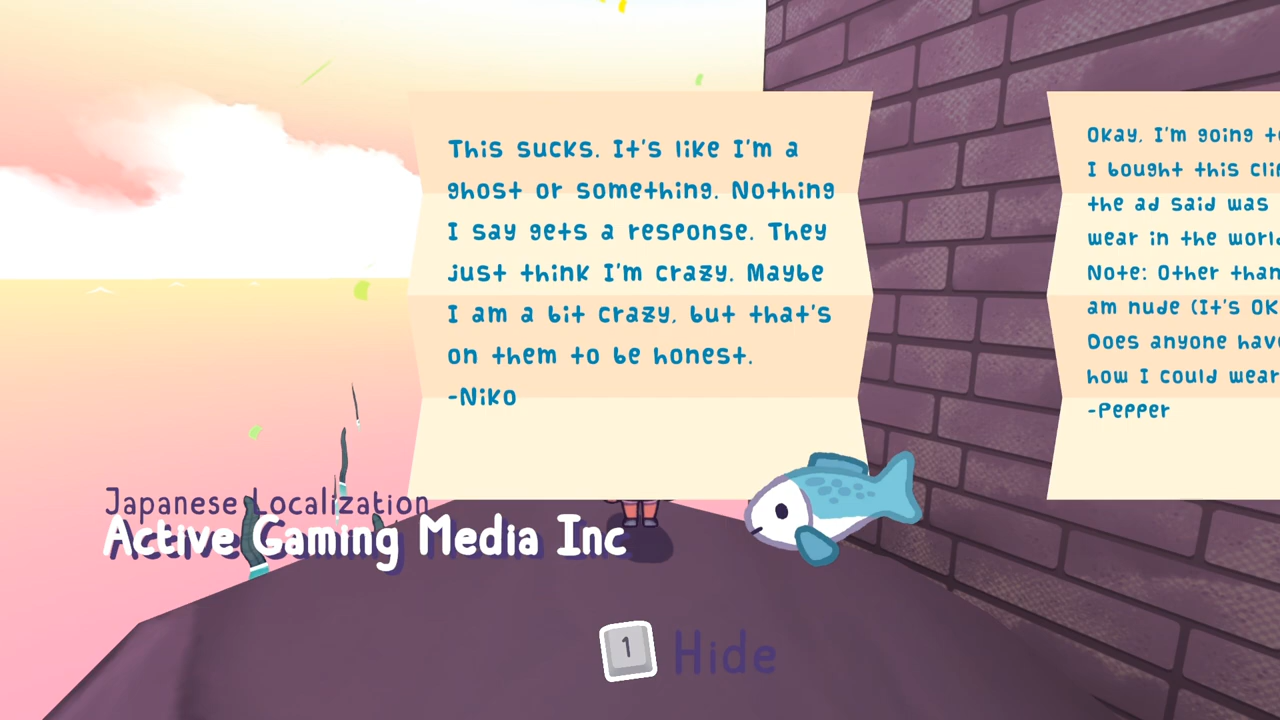 This sucks. It's like I'm a
ghost or something. Nothing
I say gets a response. They
just think I'm crazy. Maybe
I am a bit crazy, but that's
on them to be honest.
-Niko
Okay, I'm going
I bought this
the ad said was
wear in the
Note: Other
am nude (It's OK
Does anyone
how I could wear
-Pepper
Japanese Localization
Active Gaming Media Inc
1 Hide